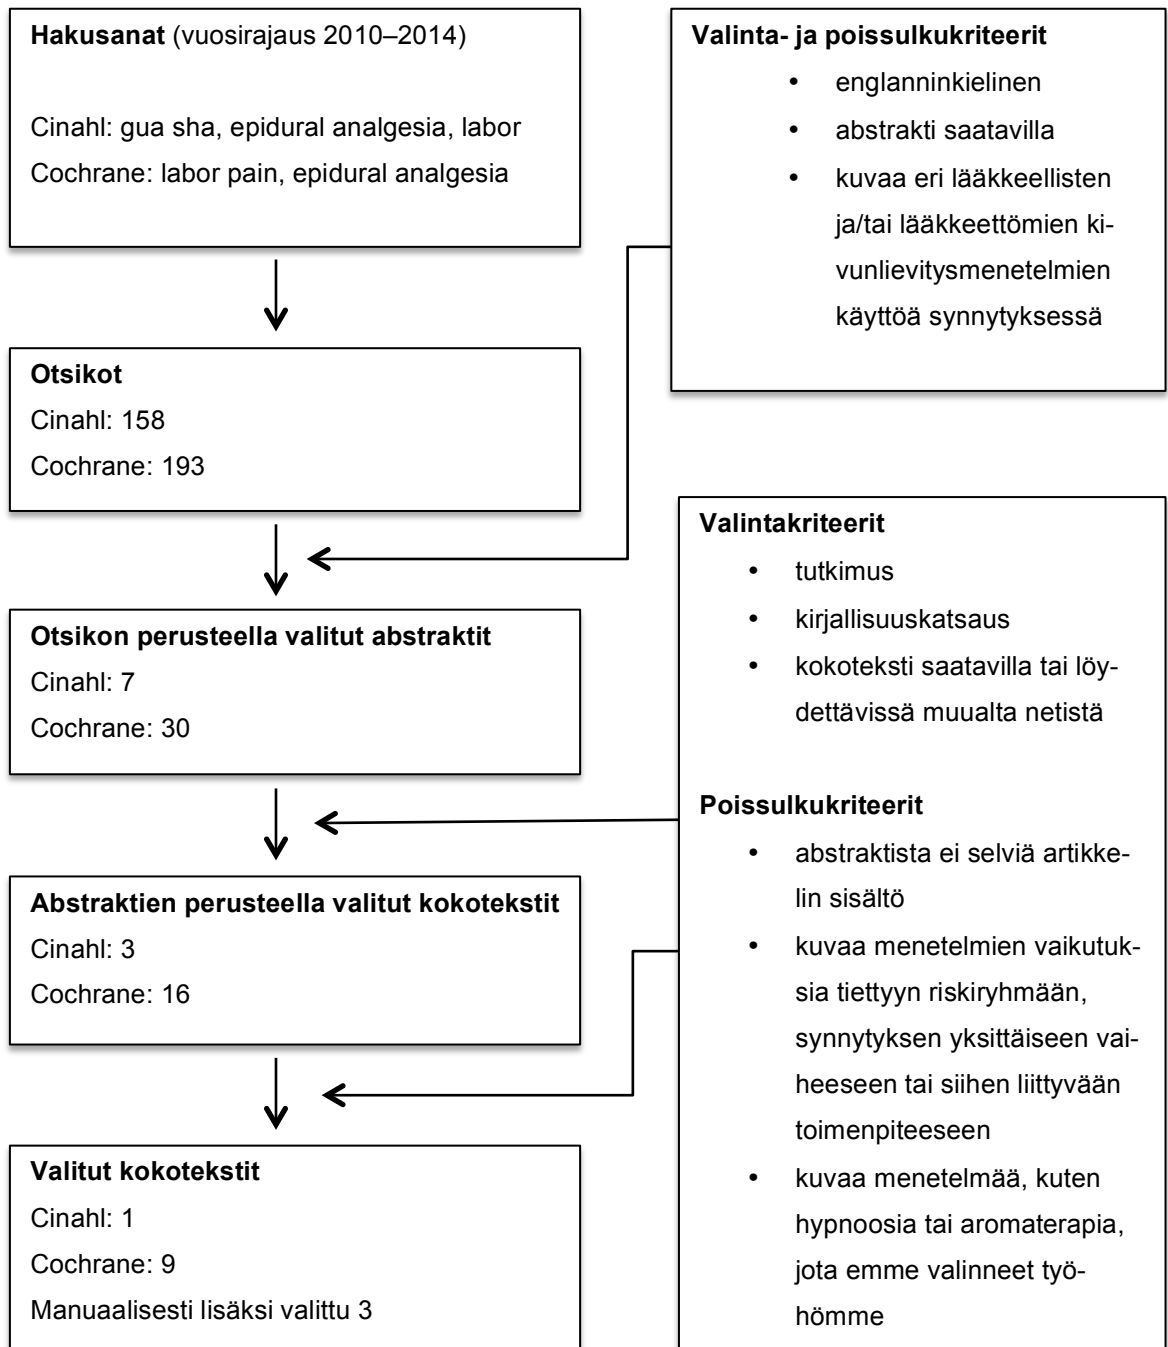 Hakusanat (vuosirajaus 2010–2014)
Cinahl: gua sha, epidural analgesia, labor
Cochrane: labor pain, epidural analgesia
Valinta- ja poissulkukriteerit
• englanninkielinen
• abstrakti saatavilla
• kuvaa eri lääkkeellisten
ja/tai lääkkeettömien ki-
vunlievitysmenetelmien
käyttöä synnytyksessä
Otsikot
Cinahl: 158
Cochrane: 193
Otsikon perusteella valitut abstraktit
Cinahl: 7
Cochrane: 30
Valintakriteerit
• tutkimus
• kirjallisuuskatsaus
• kokoteksti saatavilla tai löy-
dettävissä muualta netistä
Poissulkukriteerit
• abstraktista ei selviä artikke-
lin sisältö
• kuvaa menetelmien vaikutuk-
sia tiettyyn riskiryhmään,
synnytyksen yksittäiseen vai-
heeseen tai siihen liittyvään
toimenpiteeseen
• kuvaa menetelmää, kuten
hypnoosia tai aromaterapia,
jota emme valinneet työ-
hömme
Abstraktien perusteella valitut kokotekstit
Cinahl: 3
Cochrane: 16
Valitut kokotekstit
Cinahl: 1
Cochrane: 9
Manuaalisesti lisäksi valittu 3